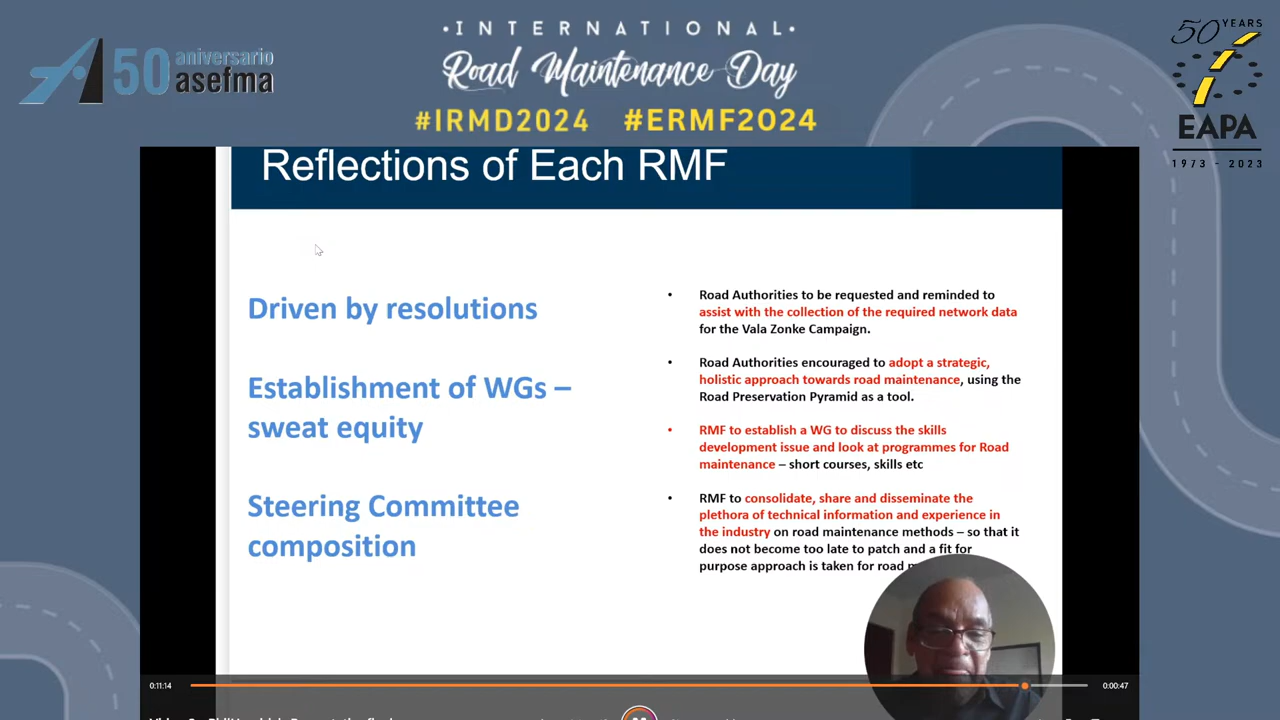 ·INTERNATIONAL·
Road Maintenance Day
#IRMD2024 #ERMF2024
50 aniversario
asefma
50 YEARS
EAPA
1973 - 2023
Reflections of Each RMF
Driven by resolutions
Establishment of WGs –
sweat equity
Steering Committee
composition
• Road Authorities to be requested and reminded to
assist with the collection of the required network data
for the Vala Zonke Campaign.
• Road Authorities encouraged to adopt a strategic,
holistic approach towards road maintenance, using the
Road Preservation Pyramid as a tool.
• RMF to establish a WG to discuss the skills
development issue and look at programmes for Road
maintenance – short courses, skills etc
• RMF to consolidate, share and disseminate the
plethora of technical information and experience in
the industry on road maintenance methods – so that it
does not become too late to patch and a fit for
purpose approach is taken for road
0:11:14
0:00:47